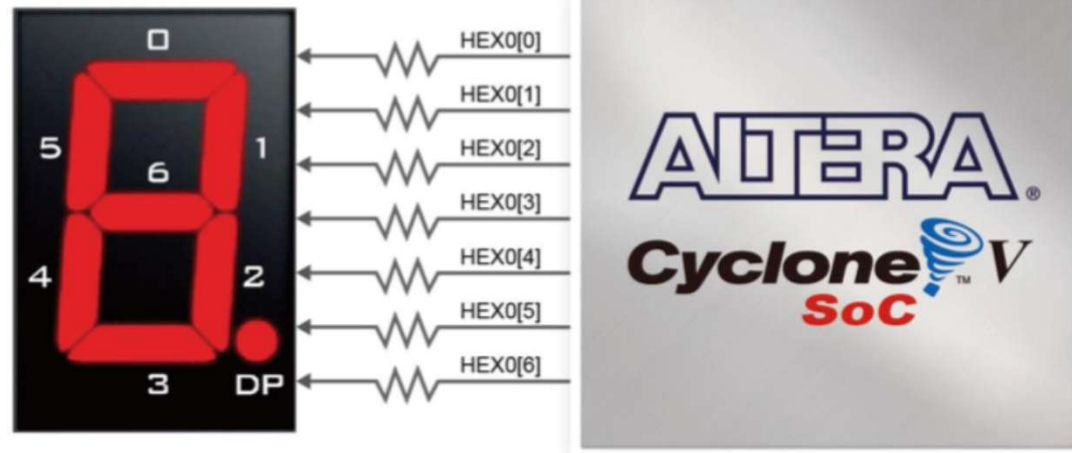 0
5
1
6
4
2
3
DP
HEX0[0]
HEX0[1]
HEX0[2]
HEX0[3]
HEX0[4]
HEX0[5]
HEX0[6]
ALTERA®
Cyclone™ V
SoC